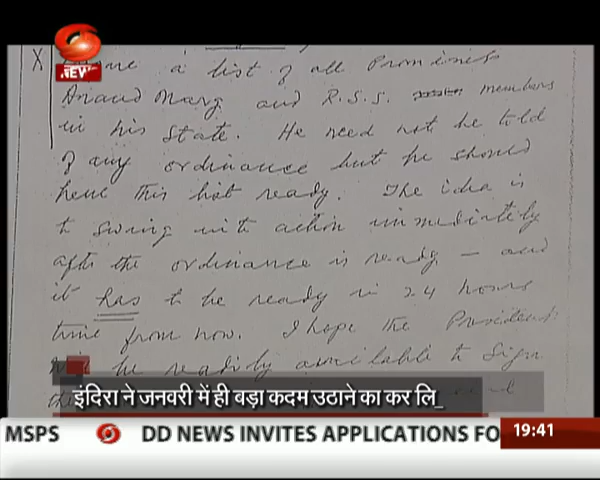 NEWS
X
a list of all Prominent
Anand Marg and R.S.S. members
in his State. He need not be told
of any ordinance but he should
have this list ready. The idea is
to swing into action immediately
after the ordinance is ready – and
it has to be ready in 24 hours
time from now. I hope the President
will be readily available to Sign
इंदिरा ने जनवरी में ही बड़ा कदम उठाने का कर लि_
MSPS DD NEWS INVITES APPLICATIONS FO
19:41